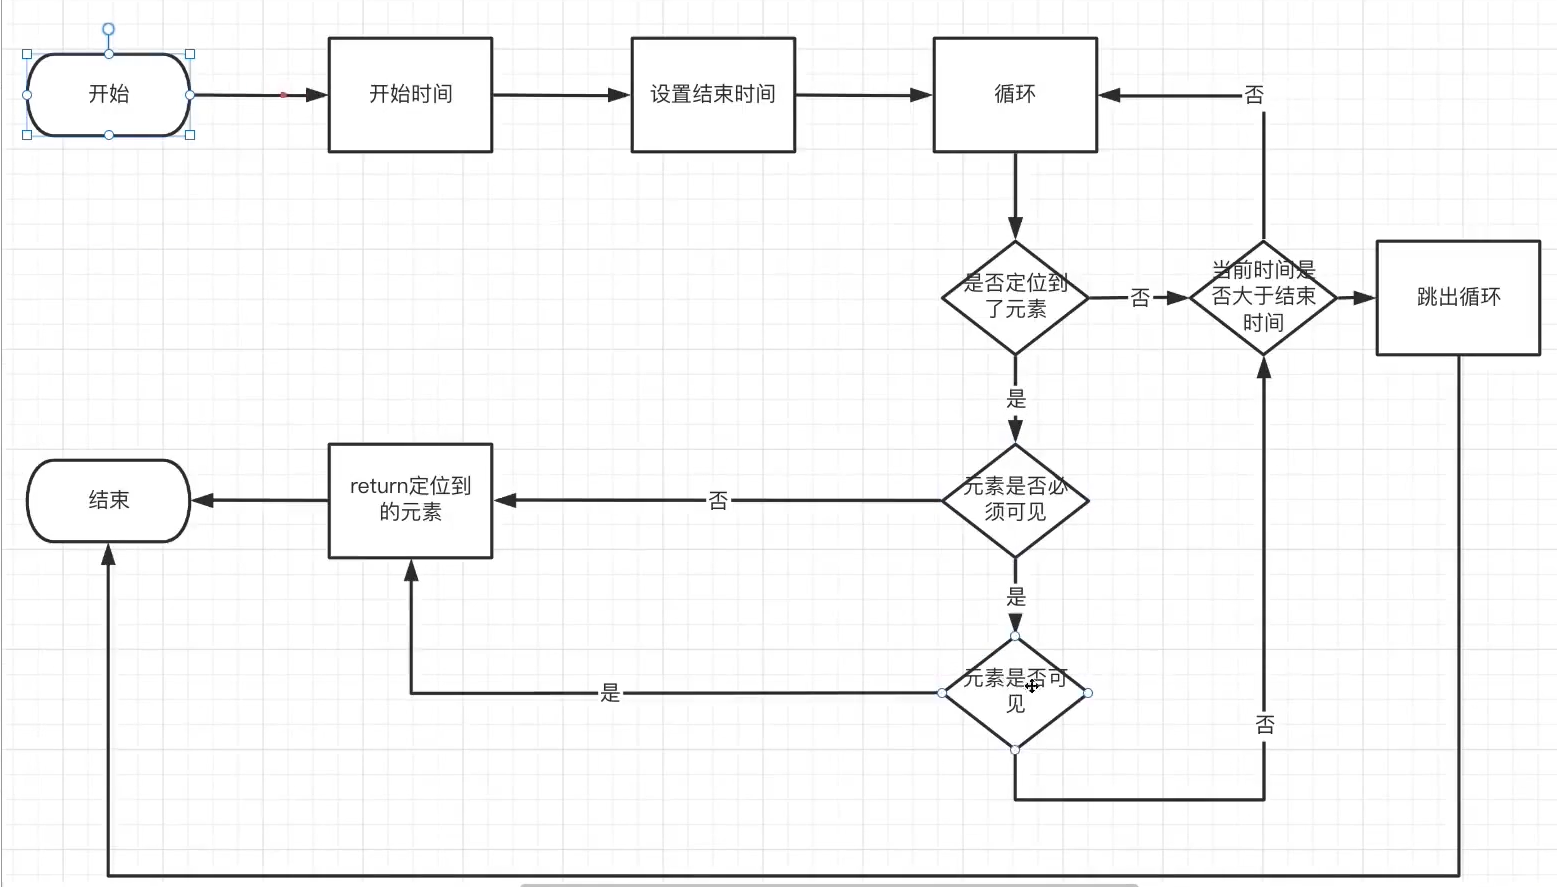 开始
开始时间
设置结束时间
循环
否
是否定位到
了元素
否
当前时间是
否大于结束
时间
跳出循环
是
结束
return定位到
的元素
否
元素是否必
须可见
是
是
元素是否可
见
否